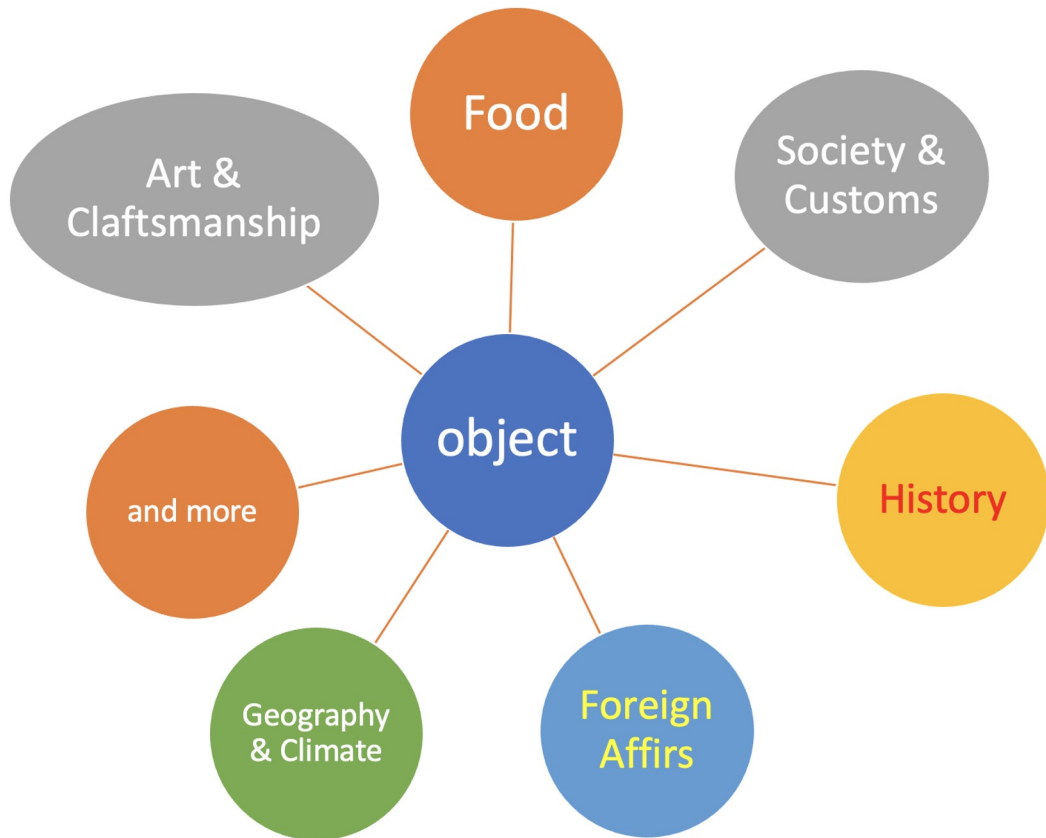 Food
Art &
Claftsmanship
Society &
Customs
object
and more
History
Geography
& Climate
Foreign
Affirs